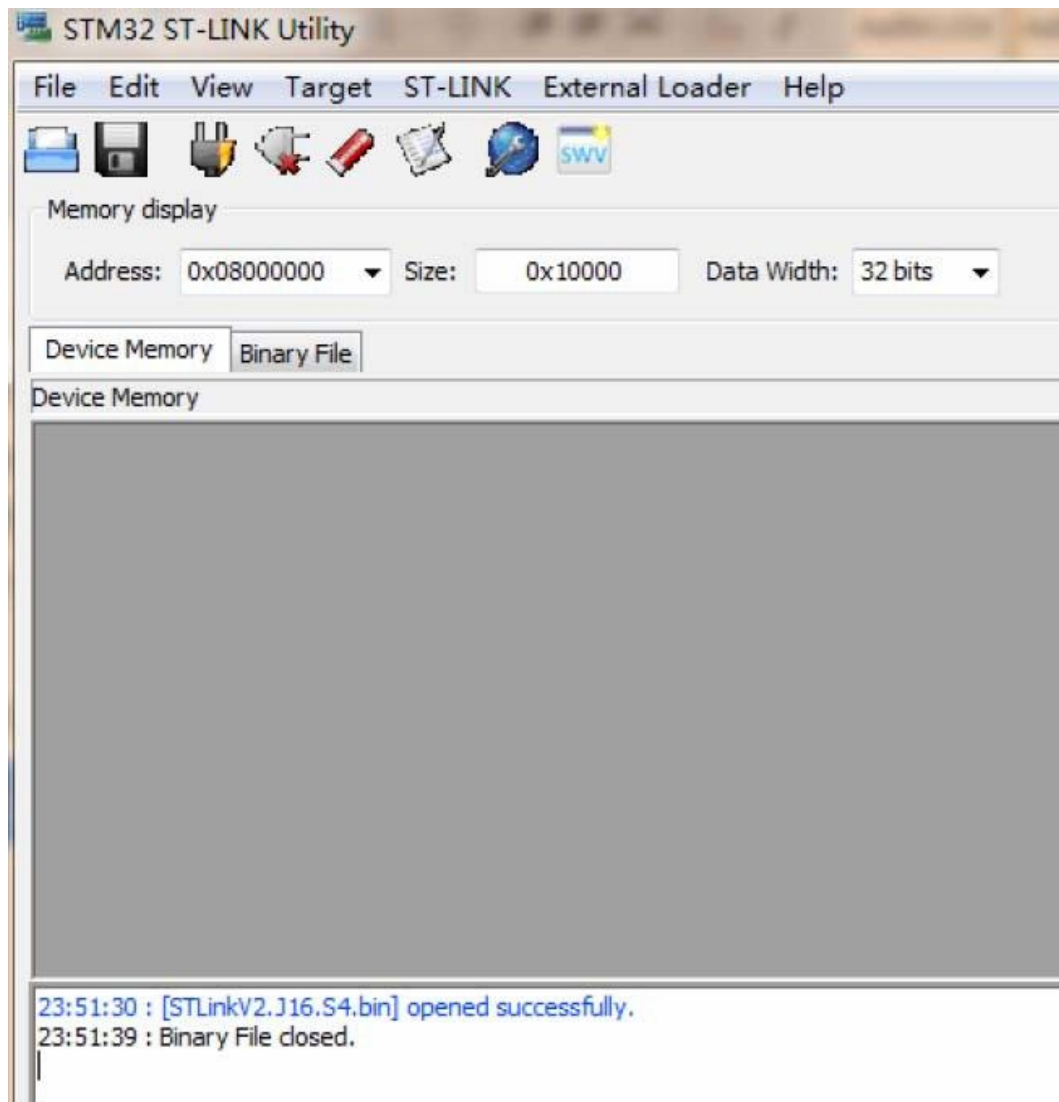 STM32 ST-LINK Utility
File Edit View Target ST-LINK External Loader Help
SWV
Memory display
Address: 0x08000000 Size: 0x10000 Data Width: 32 bits
Device Memory Binary File
Device Memory
23:51:30 : [STLinkV2.J16.S4.bin] opened successfully.
23:51:39 : Binary File closed.